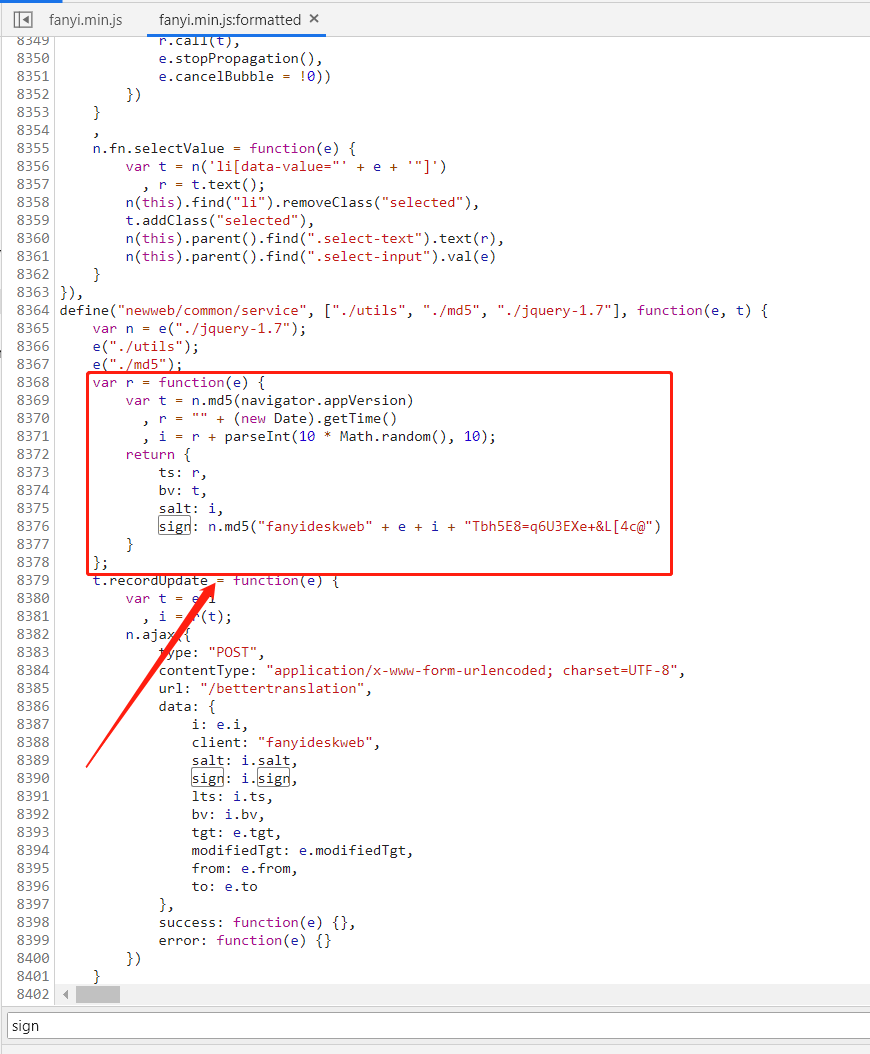 fanyi.min.js fanyi.min.js:formatted ×
8349 r.call(t),
8350 e.stopPropagation(),
8351 e.cancelBubble = !0))
8352 })
8353 }
8354 ,
8355 n.fn.selectValue = function(e) {
8356 var t = n('li[data-value="' + e + '"]')
8357 , r = t.text();
8358 n(this).find("li").removeClass("selected"),
8359 t.addClass("selected"),
8360 n(this).parent().find(".select-text").text(r),
8361 n(this).parent().find(".select-input").val(e)
8362 }
8363 }),
8364 define("newweb/common/service", ["./utils", "./md5", "./jquery-1.7"], function(e, t) {
8365 var n = e("./jquery-1.7");
8366 e("./utils");
8367 e("./md5");
8368 var r = function(e) {
8369 var t = n.md5(navigator.appVersion)
8370 , r = "" + (new Date).getTime()
8371 , i = r + parseInt(10 * Math.random(), 10);
8372 return {
8373 ts: r,
8374 bv: t,
8375 salt: i,
8376 sign: n.md5("fanyideskweb" + e + i + "Tbh5E8=q6U3EXe+&L[4c@")
8377 }
8378 };
8379 t.recordUpdate = function(e) {
8380 var t = e.i
8381 , i = r(t);
8382 n.ajax({
8383 type: "POST",
8384 contentType: "application/x-www-form-urlencoded; charset=UTF-8",
8385 url: "/bettertranslation",
8386 data: {
8387 i: e.i,
8388 client: "fanyideskweb",
8389 salt: i.salt,
8390 sign: i.sign,
8391 lts: i.ts,
8392 bv: i.bv,
8393 tgt: e.tgt,
8394 modifiedTgt: e.modifiedTgt,
8395 from: e.from,
8396 to: e.to
8397 },
8398 success: function(e) {},
8399 error: function(e) {}
8400 })
8401 }
8402
sign